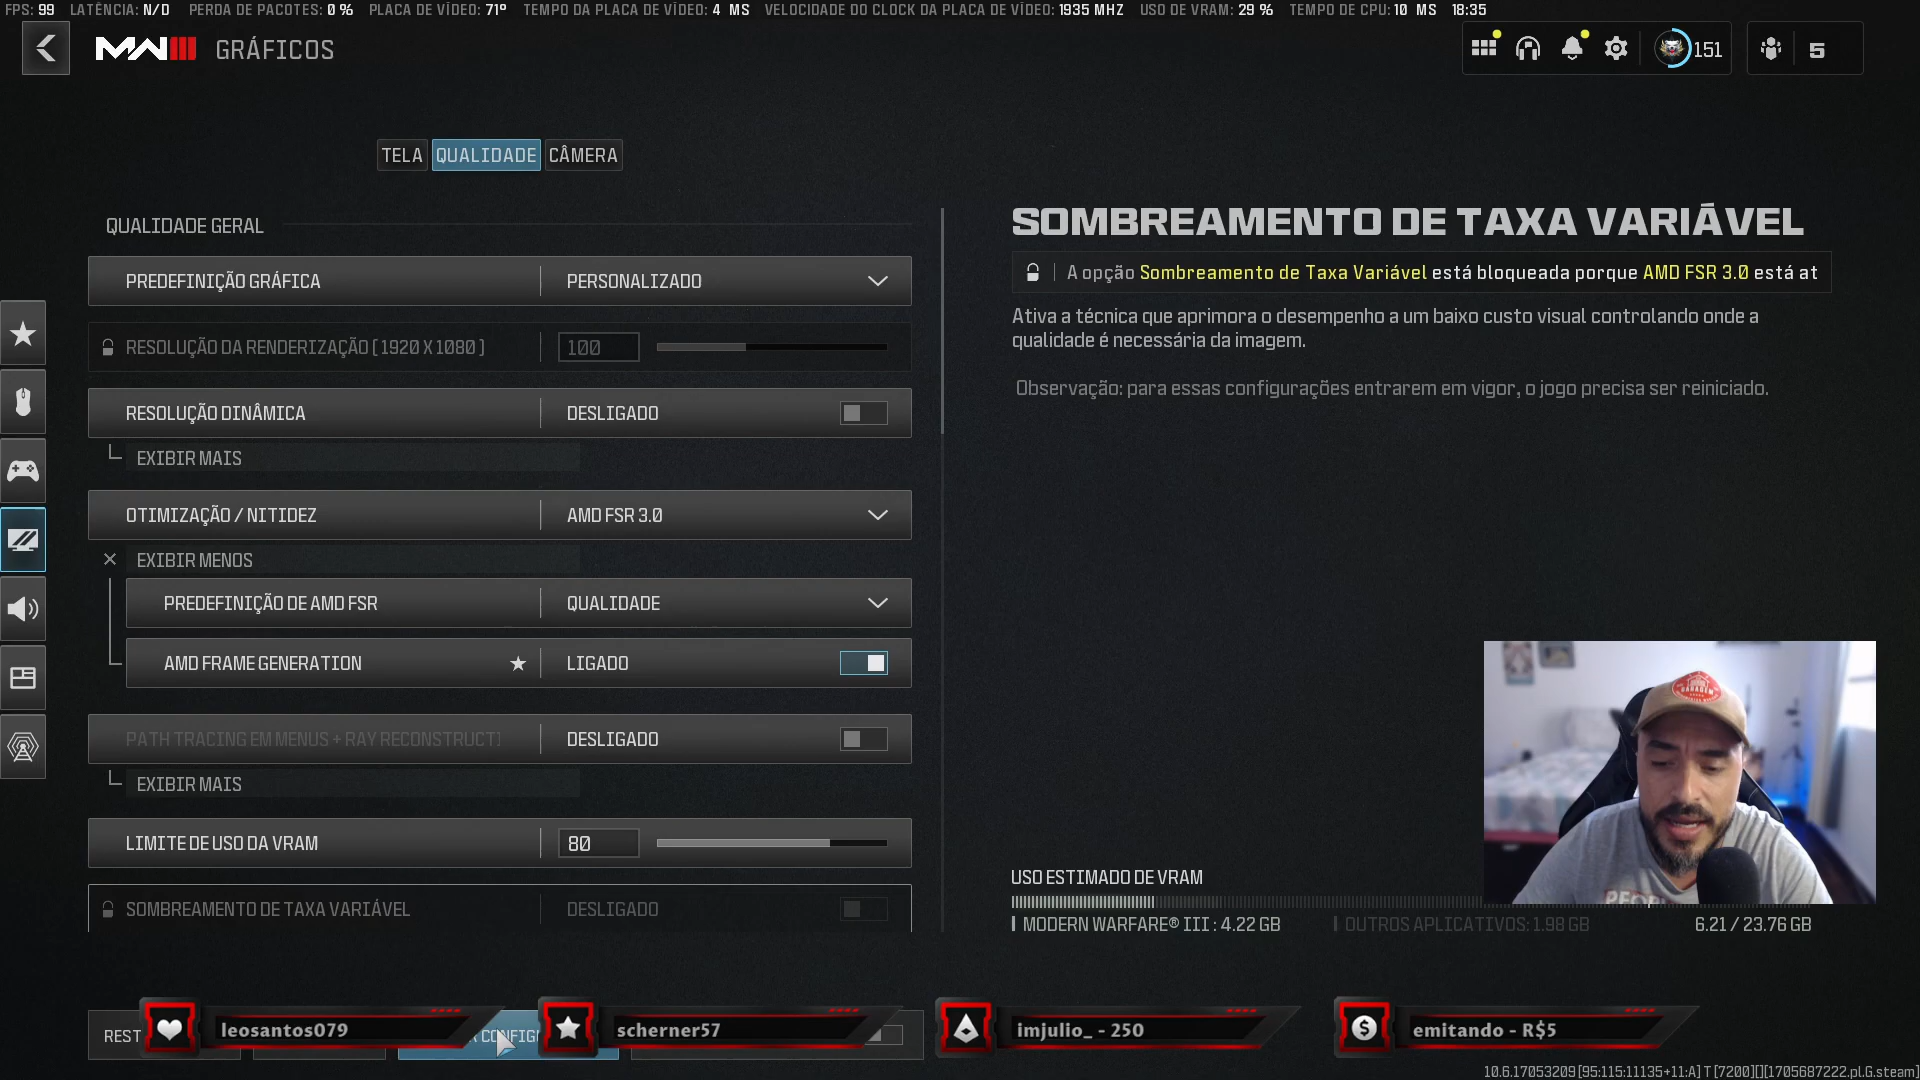 FPS: 99 LATÊNCIA: N/D PERDA DE PACOTES: 0 % PLACA DE VÍDEO: 71° TEMPO DA PLACA DE VÍDEO: 4 MS VELOCIDADE DO CLOCK DA PLACA DE VÍDEO: 1935 MHZ USO DE VRAM: 29 % TEMPO DE CPU: 10 MS 18:35
MWIII GRÁFICOS
151
5
TELA QUALIDADE CÂMERA
QUALIDADE GERAL
PREDEFINIÇÃO GRÁFICA PERSONALIZADO
RESOLUÇÃO DA RENDERIZAÇÃO [ 1920 X 1080 ] 100
RESOLUÇÃO DINÂMICA DESLIGADO
EXIBIR MAIS
OTIMIZAÇÃO / NITIDEZ AMD FSR 3.0
EXIBIR MENOS
PREDEFINIÇÃO DE AMD FSR QUALIDADE
AMD FRAME GENERATION LIGADO
PATH TRACING EM MENUS + RAY RECONSTRUCTI DESLIGADO
EXIBIR MAIS
LIMITE DE USO DA VRAM 80
SOMBREAMENTO DE TAXA VARIÁVEL DESLIGADO
SOMBREAMENTO DE TAXA VARIÁVEL
A opção Sombreamento de Taxa Variável está bloqueada porque AMD FSR 3.0 está at
Ativa a técnica que aprimora o desempenho a um baixo custo visual controlando onde a
qualidade é necessária da imagem.
Observação: para essas configurações entrarem em vigor, o jogo precisa ser reiniciado.
USO ESTIMADO DE VRAM
MODERN WARFARE® III : 4.22 GB OUTROS APLICATIVOS: 1.98 GB 6.21 / 23.76 GB
REST
R CONFIG
leosantos079
scherner57
imjulio_ - 250
emitando - R$5
10.6.17053209[95:115:11135+11:A] T [7200][][1705687222.pl.G.steam]